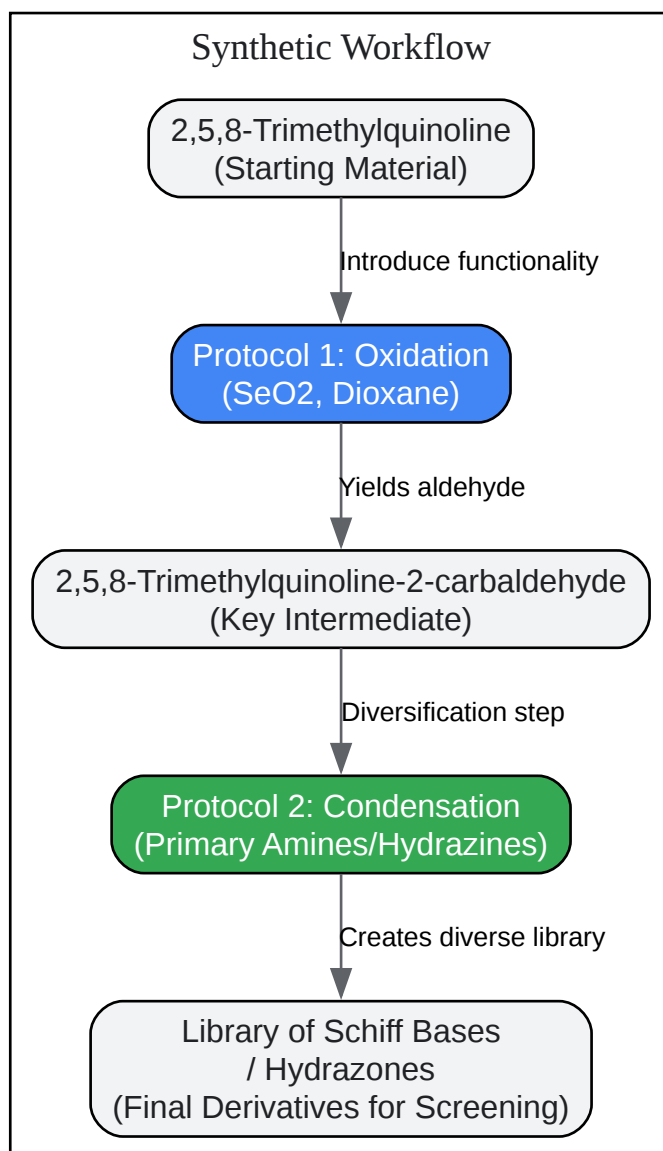 Synthetic Workflow
2,5,8-Trimethylquinoline
(Starting Material)
Introduce functionality
Protocol 1: Oxidation
(SeO2, Dioxane)
Yields aldehyde
2,5,8-Trimethylquinoline-2-carbaldehyde
(Key Intermediate)
Diversification step
Protocol 2: Condensation
(Primary Amines/Hydrazines)
Creates diverse library
Library of Schiff Bases
/ Hydrazones
(Final Derivatives for Screening)